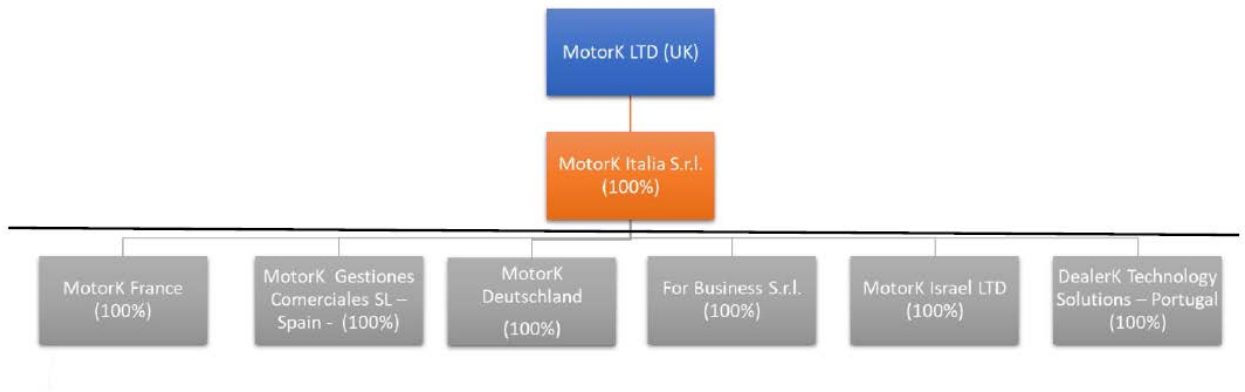 MotorK LTD (UK)
MotorK Italia S.r.l.
(100%)
MotorK France
(100%)
MotorK Gestiones
Comerciales SL –
Spain - (100%)
MotorK
Deutschland
(100%)
For Business S.r.l.
(100%)
MotorK Israel LTD
(100%)
DealerK Technology
Solutions – Portugal
(100%)